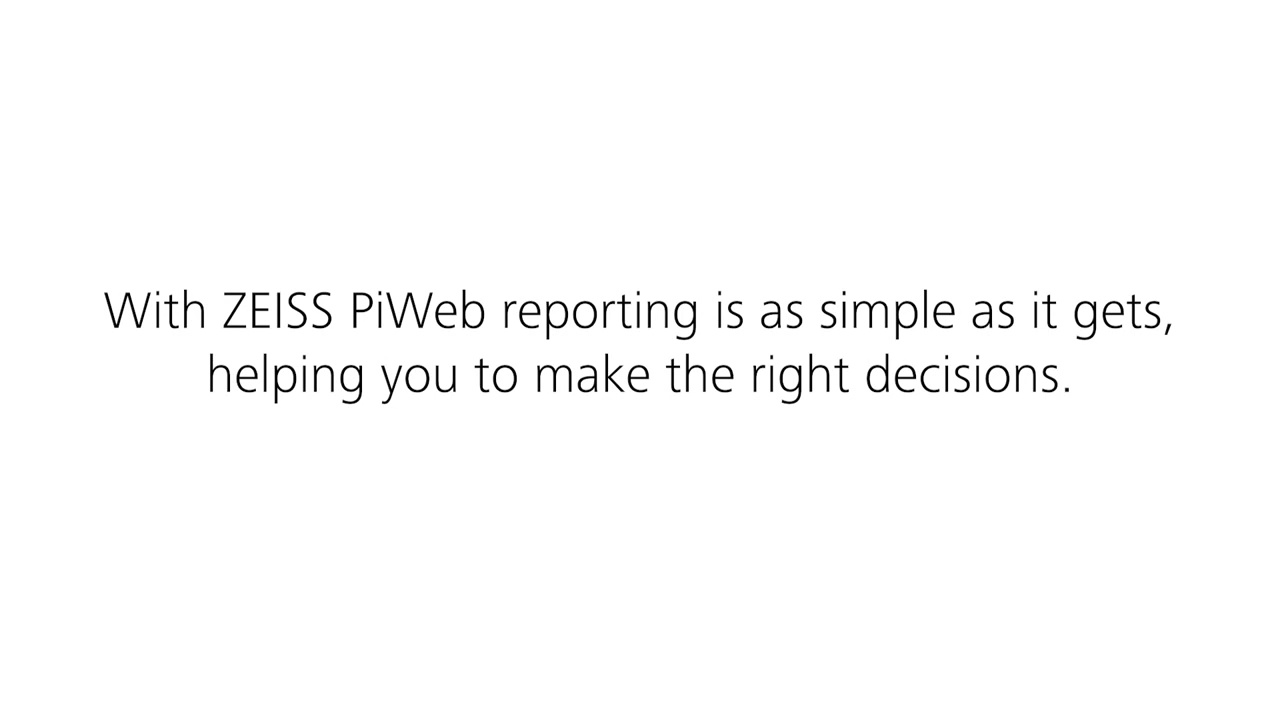 With ZEISS PiWeb reporting is as simple as it gets,
helping you to make the right decisions.